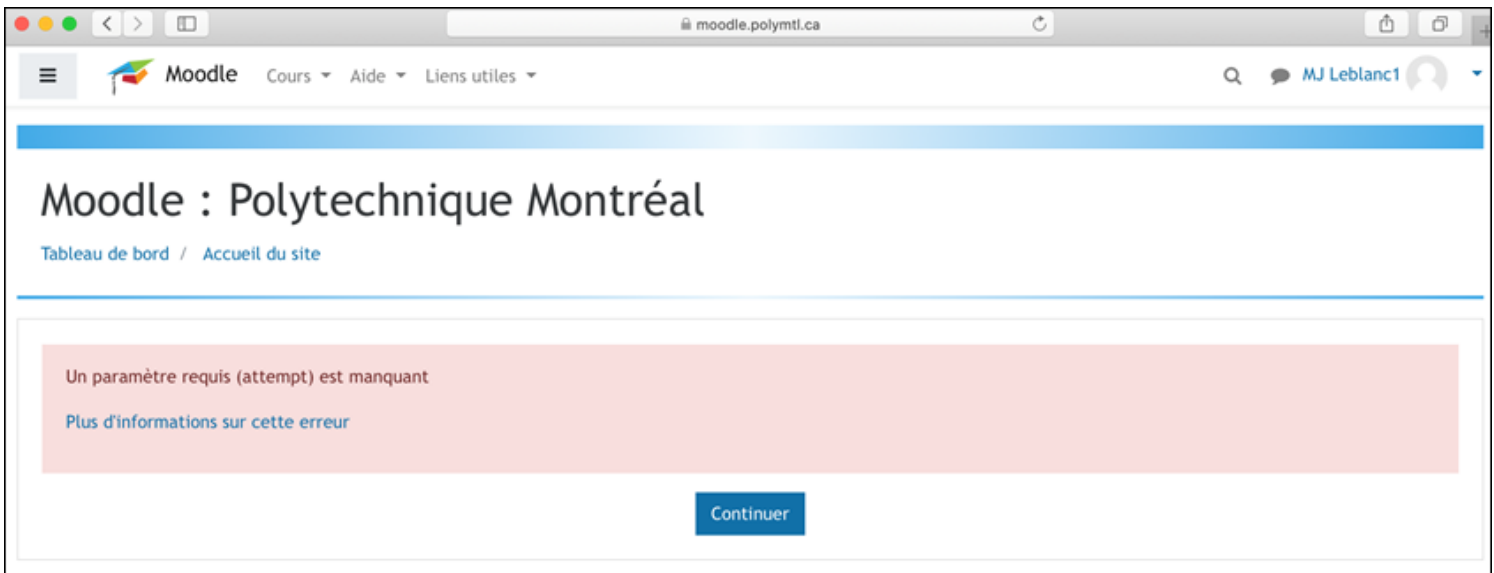 moodle.polymtl.ca
Moodle Cours Aide Liens utiles MJ Leblanc1
Moodle : Polytechnique Montréal
Tableau de bord / Accueil du site
Un paramètre requis (attempt) est manquant
Plus d'informations sur cette erreur
Continuer